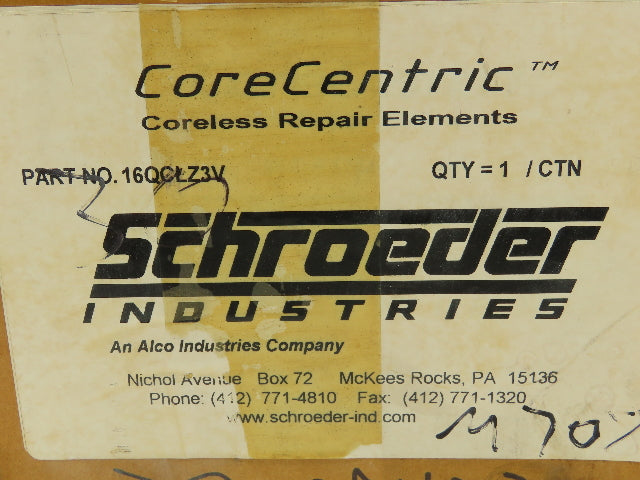 CoreCentric™
Coreless Repair Elements
PART NO. 16QCLZ3V QTY = 1 / CTN
Schroeder
INDUSTRIES
An Alco Industries Company
Nichol Avenue Box 72 McKees Rocks, PA 15136
Phone: (412) 771-4810 Fax: (412) 771-1320
www.schroeder-ind.com